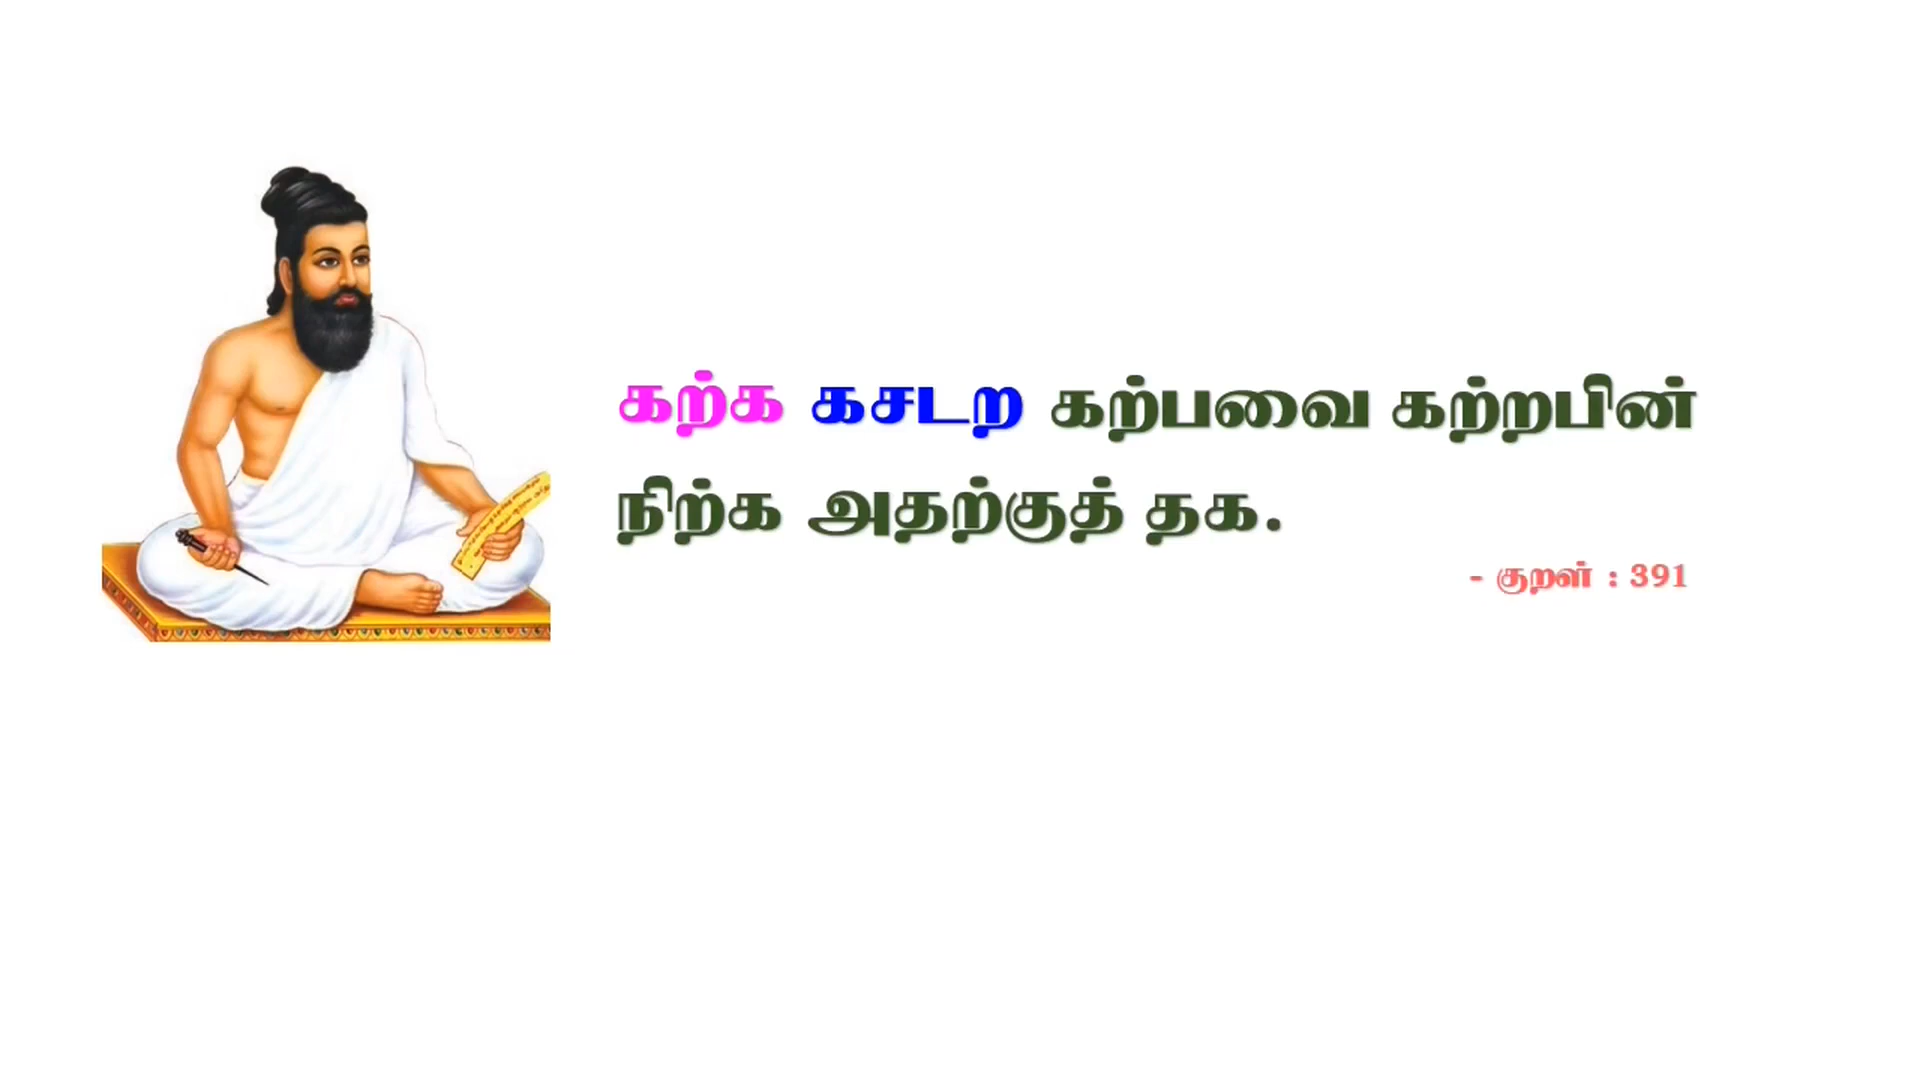 கற்க கசடற கற்பவை கற்றபின்
நிற்க அதற்குத் தக.
- குறள் : 391